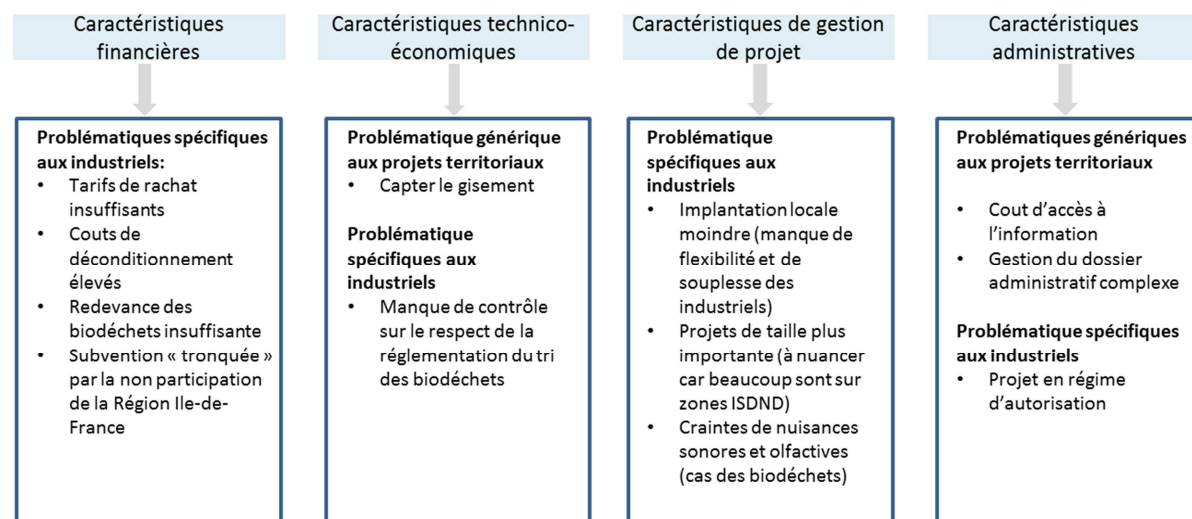 Caractéristiques
financières
Problématiques spécifiques
aux industriels:
• Tarifs de rachat
insuffisants
• Couts de
déconditionnement
élevés
• Redevance des
biodéchets insuffisante
• Subvention « tronquée »
par la non participation
de la Région Ile-de-
France
Caractéristiques technico-
économiques
Problématique générique
aux projets territoriaux
• Capter le gisement
Problématique
spécifiques aux
industriels
• Manque de contrôle
sur le respect de la
réglementation du tri
des biodéchets
Caractéristiques de gestion
de projet
Problématique
spécifiques aux
industriels
• Implantation locale
moindre (manque de
flexibilité et de
souplesse des
industriels)
• Projets de taille plus
importante (à nuancer
car beaucoup sont sur
zones ISDND)
• Craintes de nuisances
sonores et olfactives
(cas des biodéchets)
Caractéristiques
administratives
Problématiques génériques
aux projets territoriaux
• Cout d’accès à
l’information
• Gestion du dossier
administratif complexe
Problématique spécifiques
aux industriels
• Projet en régime
d’autorisation